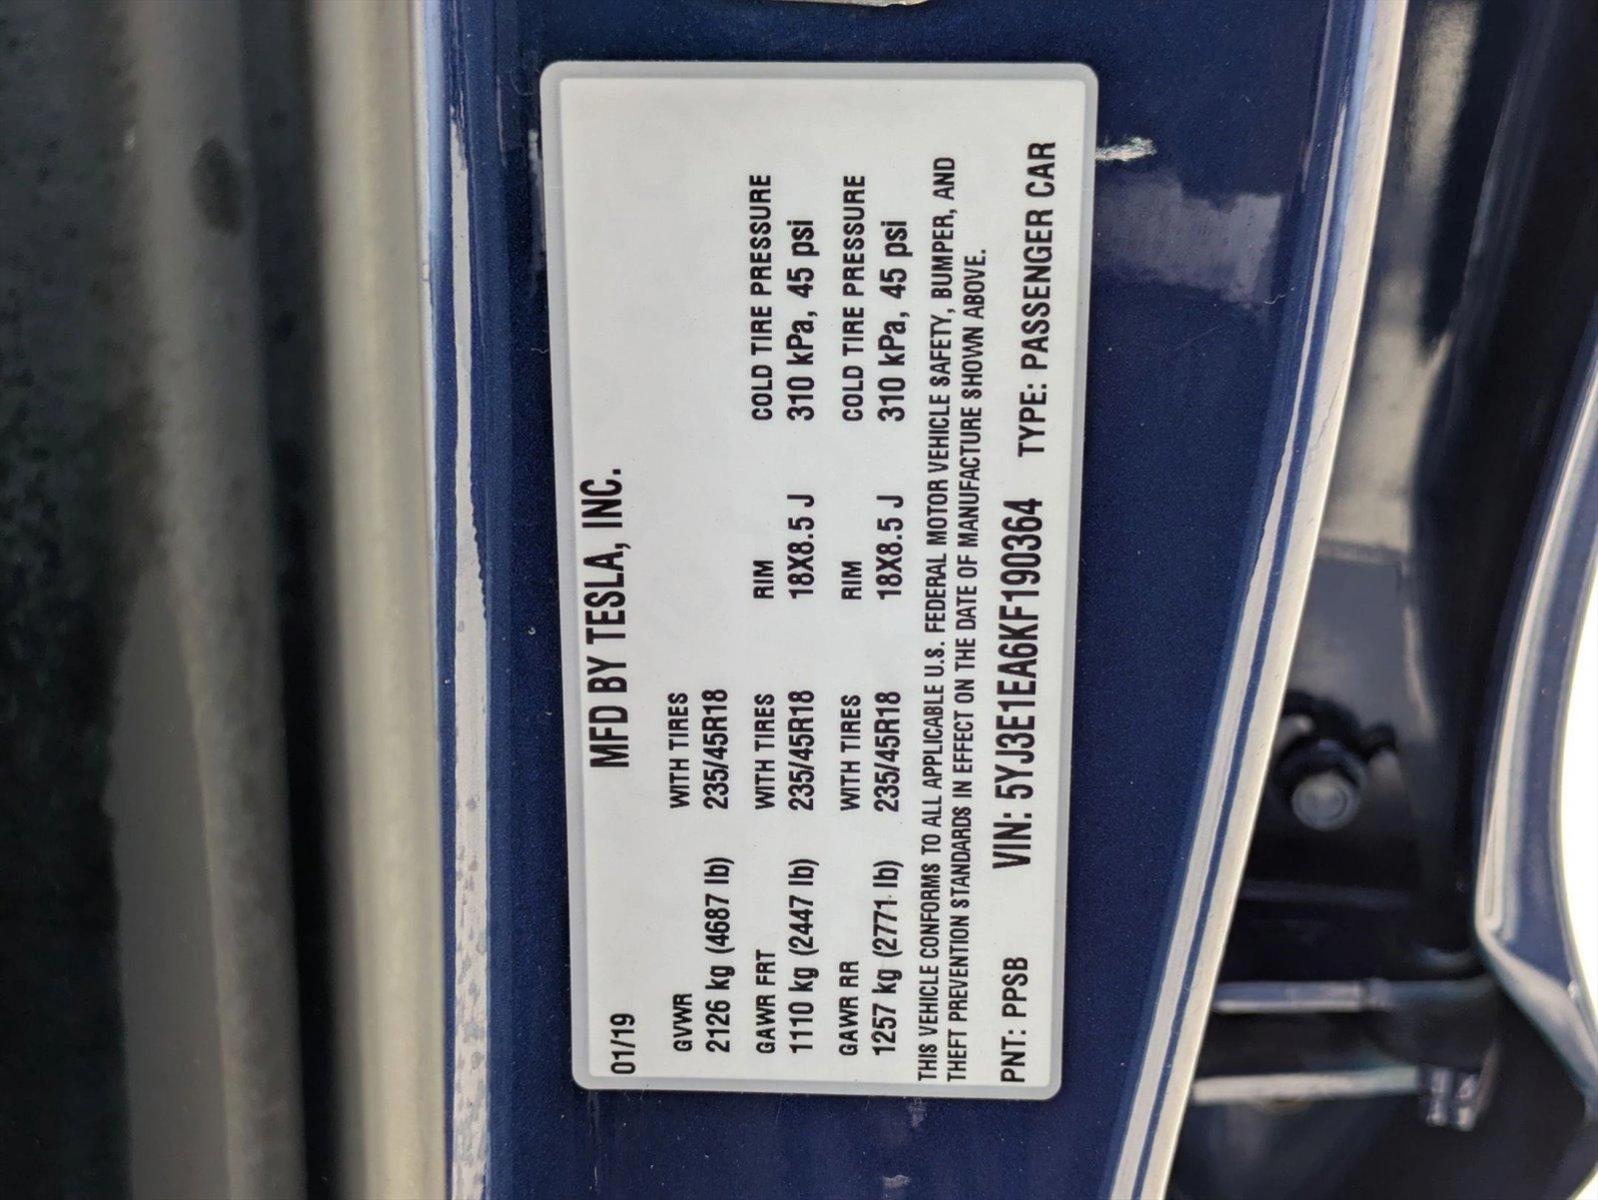 01/19 MFD BY TESLA, INC.
GVWR WITH TIRES
2126 kg (4687 lb) 235/45R18
GAWR FRT WITH TIRES RIM COLD TIRE PRESSURE
1110 kg (2447 lb) 235/45R18 18X8.5 J 310 kPa, 45 psi
GAWR RR WITH TIRES RIM COLD TIRE PRESSURE
1257 kg (2771 lb) 235/45R18 18X8.5 J 310 kPa, 45 psi
THIS VEHICLE CONFORMS TO ALL APPLICABLE U.S. FEDERAL MOTOR VEHICLE SAFETY, BUMPER, AND
THEFT PREVENTION STANDARDS IN EFFECT ON THE DATE OF MANUFACTURE SHOWN ABOVE.
PNT: PPSB VIN: 5YJ3E1EA6KF190364 TYPE: PASSENGER CAR